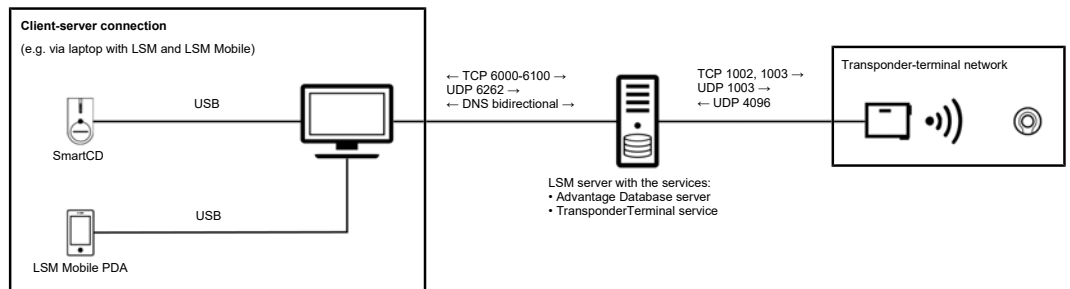 Client-server connection
(e.g. via laptop with LSM and LSM Mobile)
USB
SmartCD
USB
LSM Mobile PDA
← TCP 6000-6100 →
UDP 6262 →
← DNS bidirectional →
LSM server with the services:
• Advantage Database server
• TransponderTerminal service
TCP 1002, 1003 →
UDP 1003 →
← UDP 4096
Transponder-terminal network